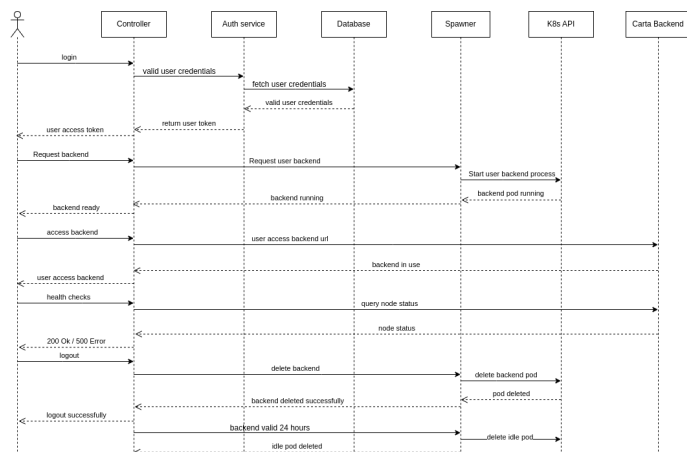 Controller
Auth service
Database
Spawner
K8s API
Carta Backend
login
valid user credentials
fetch user credentials
valid user credentials
return user token
user access token
Request backend
Request user backend
Start user backend process
backend pod running
backend running
backend ready
access backend
user access backend url
backend in use
user access backend
health checks
query node status
node status
200 Ok / 500 Error
logout
delete backend
delete backend pod
pod deleted
backend deleted successfully
logout successfully
backend valid 24 hours
delete idle pod
idle pod deleted